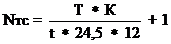 Nтс = T * K / t * 24,5 * 12 + 1